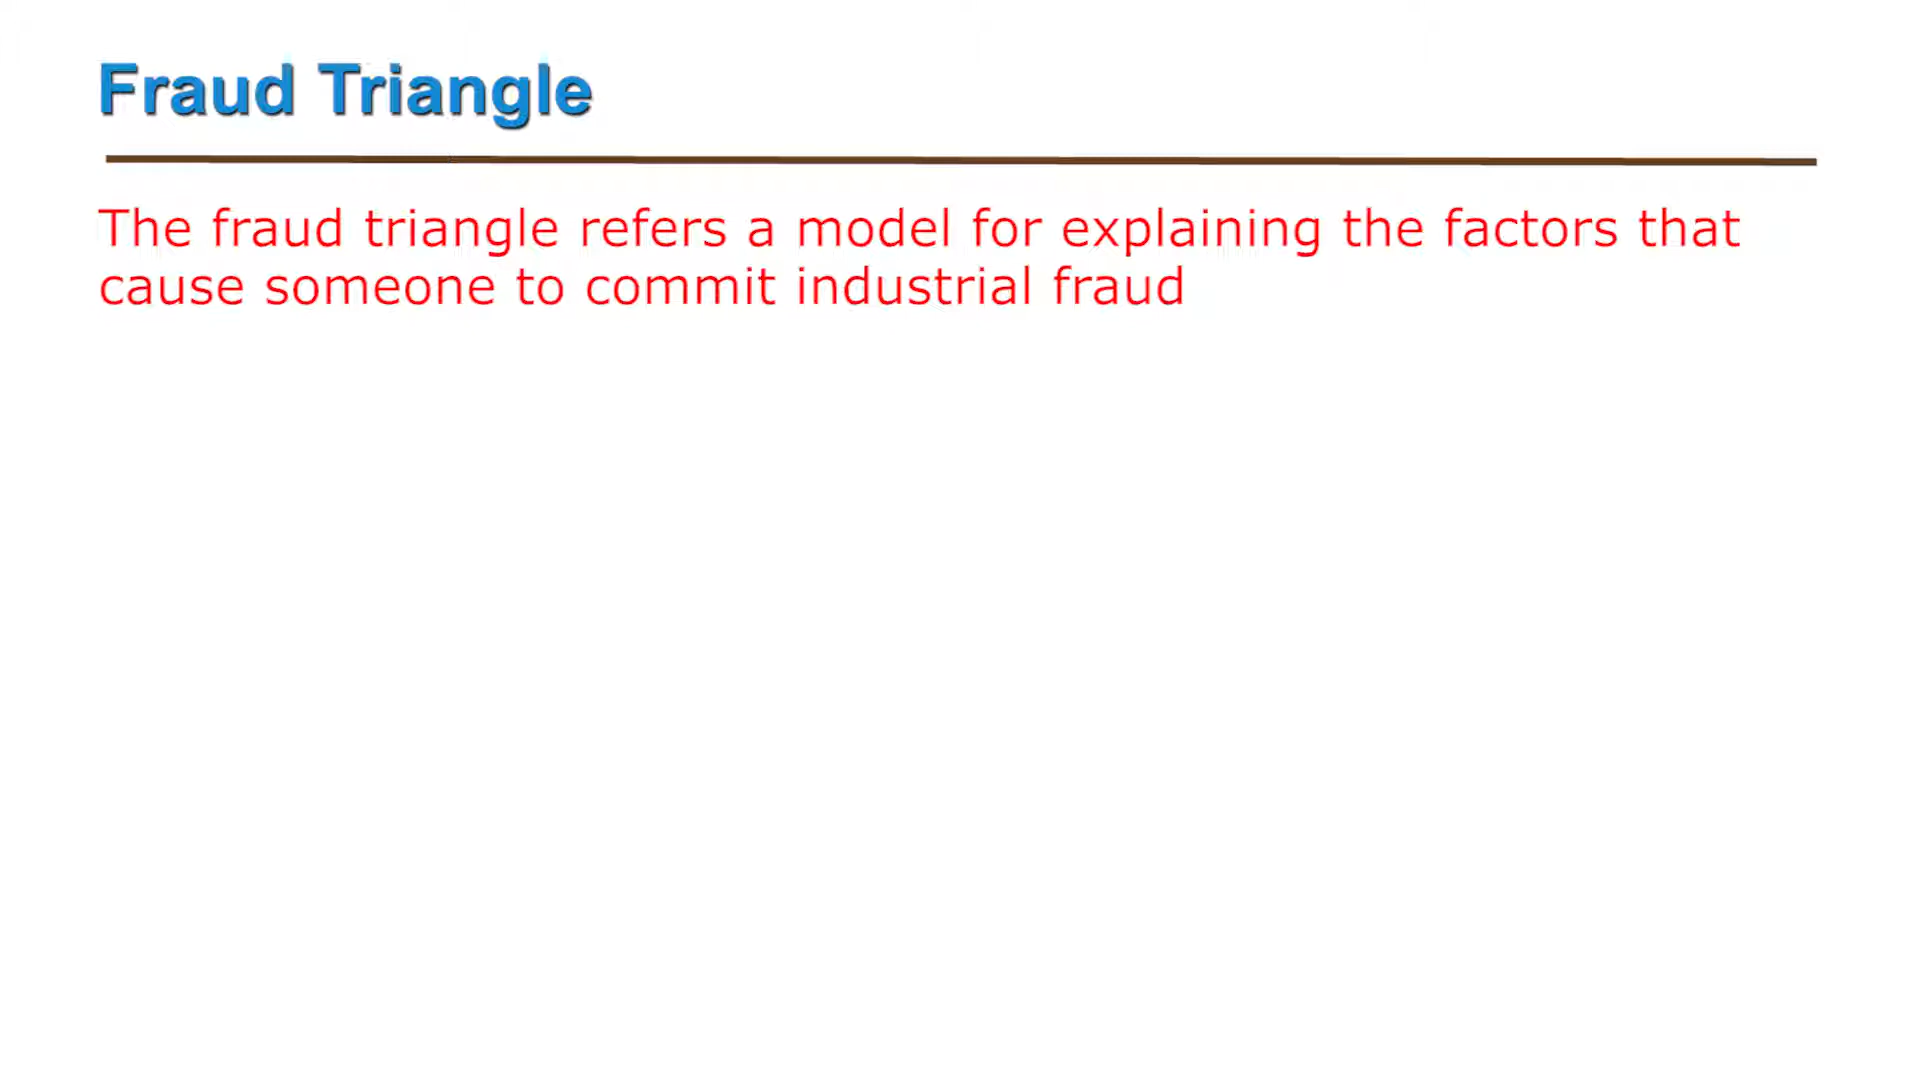 Fraud Triangle
The fraud triangle refers a model for explaining the factors that
cause someone to commit industrial fraud